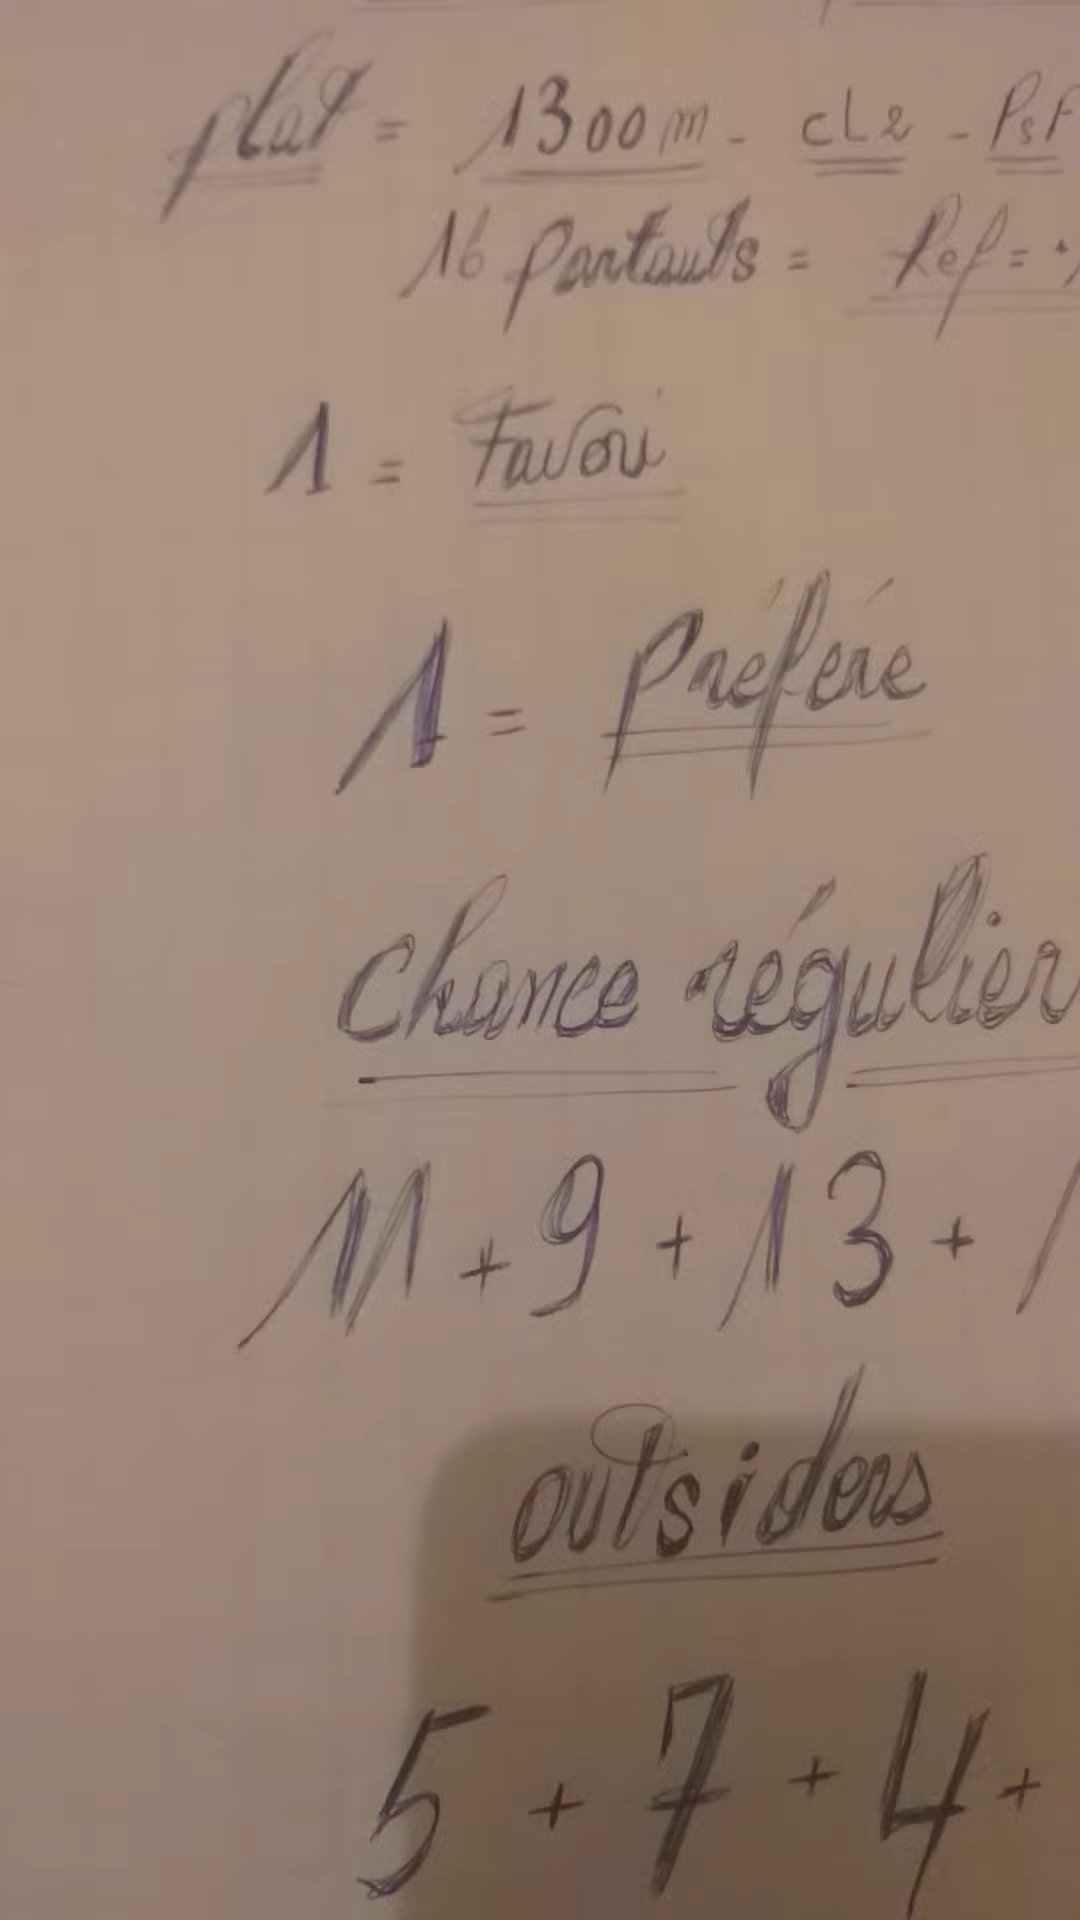 plat = 1300m - cL2 - PSF
16 Partants = Ref = +
1 = Favori
1 = Préféré
Chance régulier
11 + 9 + 13 + 1
outsiders
5 + 7 + 4 +